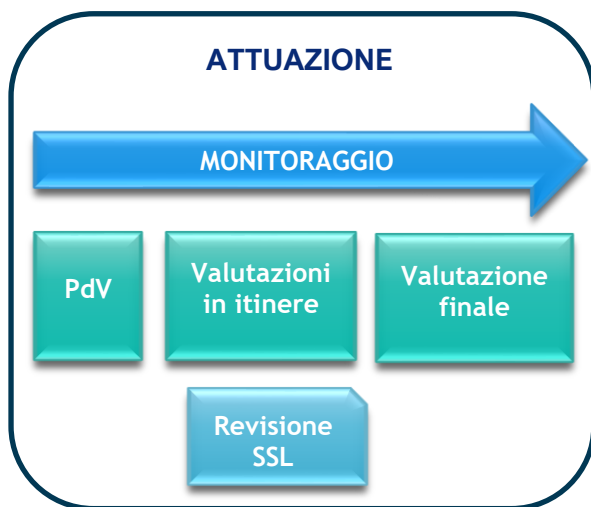 ATTUAZIONE
MONITORAGGIO
PdV
Valutazioni
in itinere
Valutazione
finale
Revisione
SSL